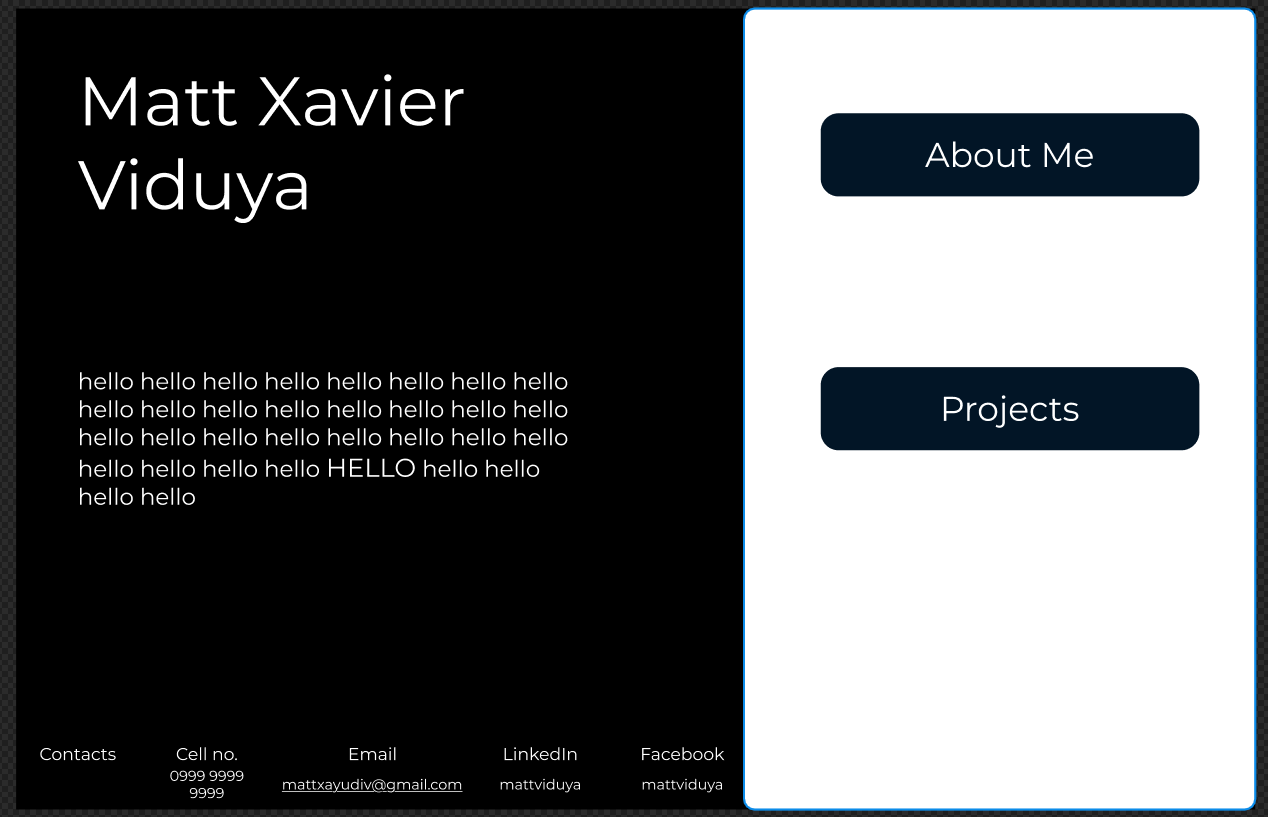 Matt Xavier
Viduya
hello hello hello hello hello hello hello hello
hello hello hello hello hello hello hello hello
hello hello hello hello hello hello hello hello
hello hello hello hello HELLO hello hello
hello hello
About Me
Projects
Contacts
Cell no.
0999 9999
9999
Email
mattxayudiv@gmail.com
LinkedIn
mattviduya
Facebook
mattviduya